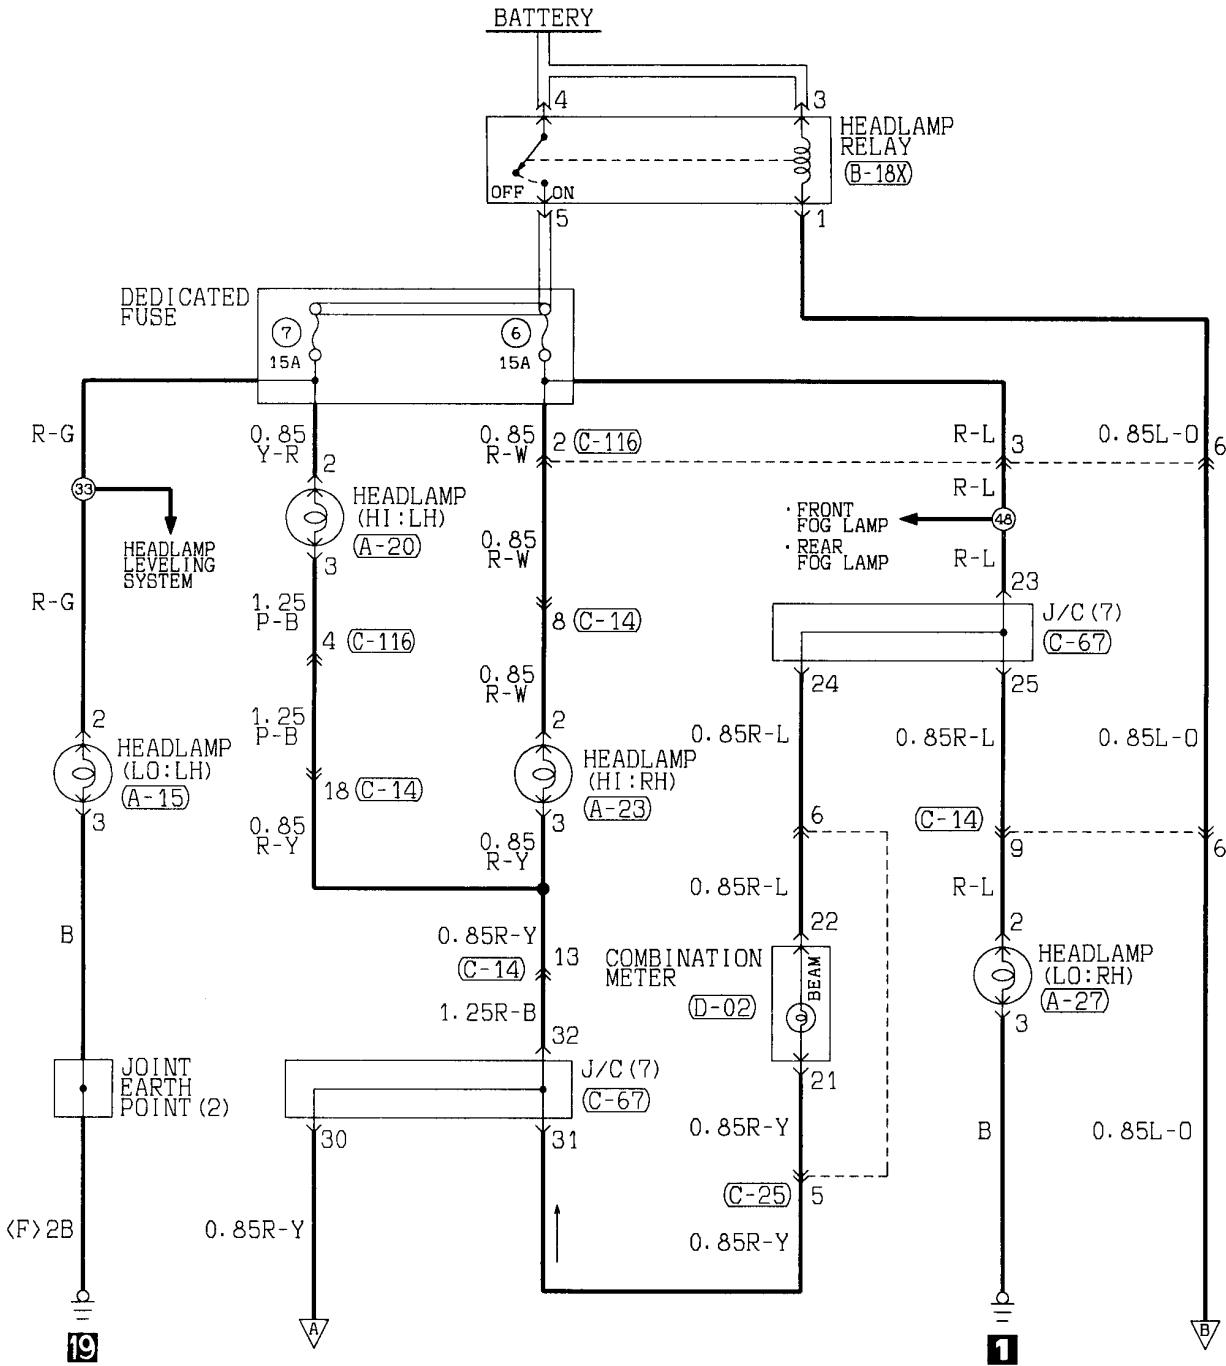 BATTERY
4
3
HEADLAMP
RELAY
(B-18X)
OFF
ON
5
1
DEDICATED
FUSE
7
15A
6
15A
R-G
0.85
Y-R
2
0.85
R-W
2
C-116
R-L
3
0.85L-O
6
33
HEADLAMP
(HI:LH)
A-20
3
R-L
· FRONT
FOG LAMP
· REAR
FOG LAMP
48
HEADLAMP
LEVELING
SYSTEM
0.85
R-W
R-L
23
R-G
1.25
P-B
4
C-116
8
C-14
J/C(7)
C-67
0.85
R-W
24
25
2
1.25
P-B
2
0.85R-L
0.85R-L
0.85L-O
HEADLAMP
(LO:LH)
A-15
3
18
C-14
HEADLAMP
(HI:RH)
A-23
3
0.85
R-Y
0.85
R-Y
6
C-14
9
6
0.85R-L
R-L
B
0.85R-Y
C-14
13
22
2
COMBINATION
METER
D-02
BEAM
HEADLAMP
(LO:RH)
A-27
3
1.25R-B
32
JOINT
EARTH
POINT(2)
J/C(7)
C-67
21
30
31
0.85R-Y
B
0.85L-O
C-25
5
<F>2B
0.85R-Y
0.85R-Y
19
A
1
B